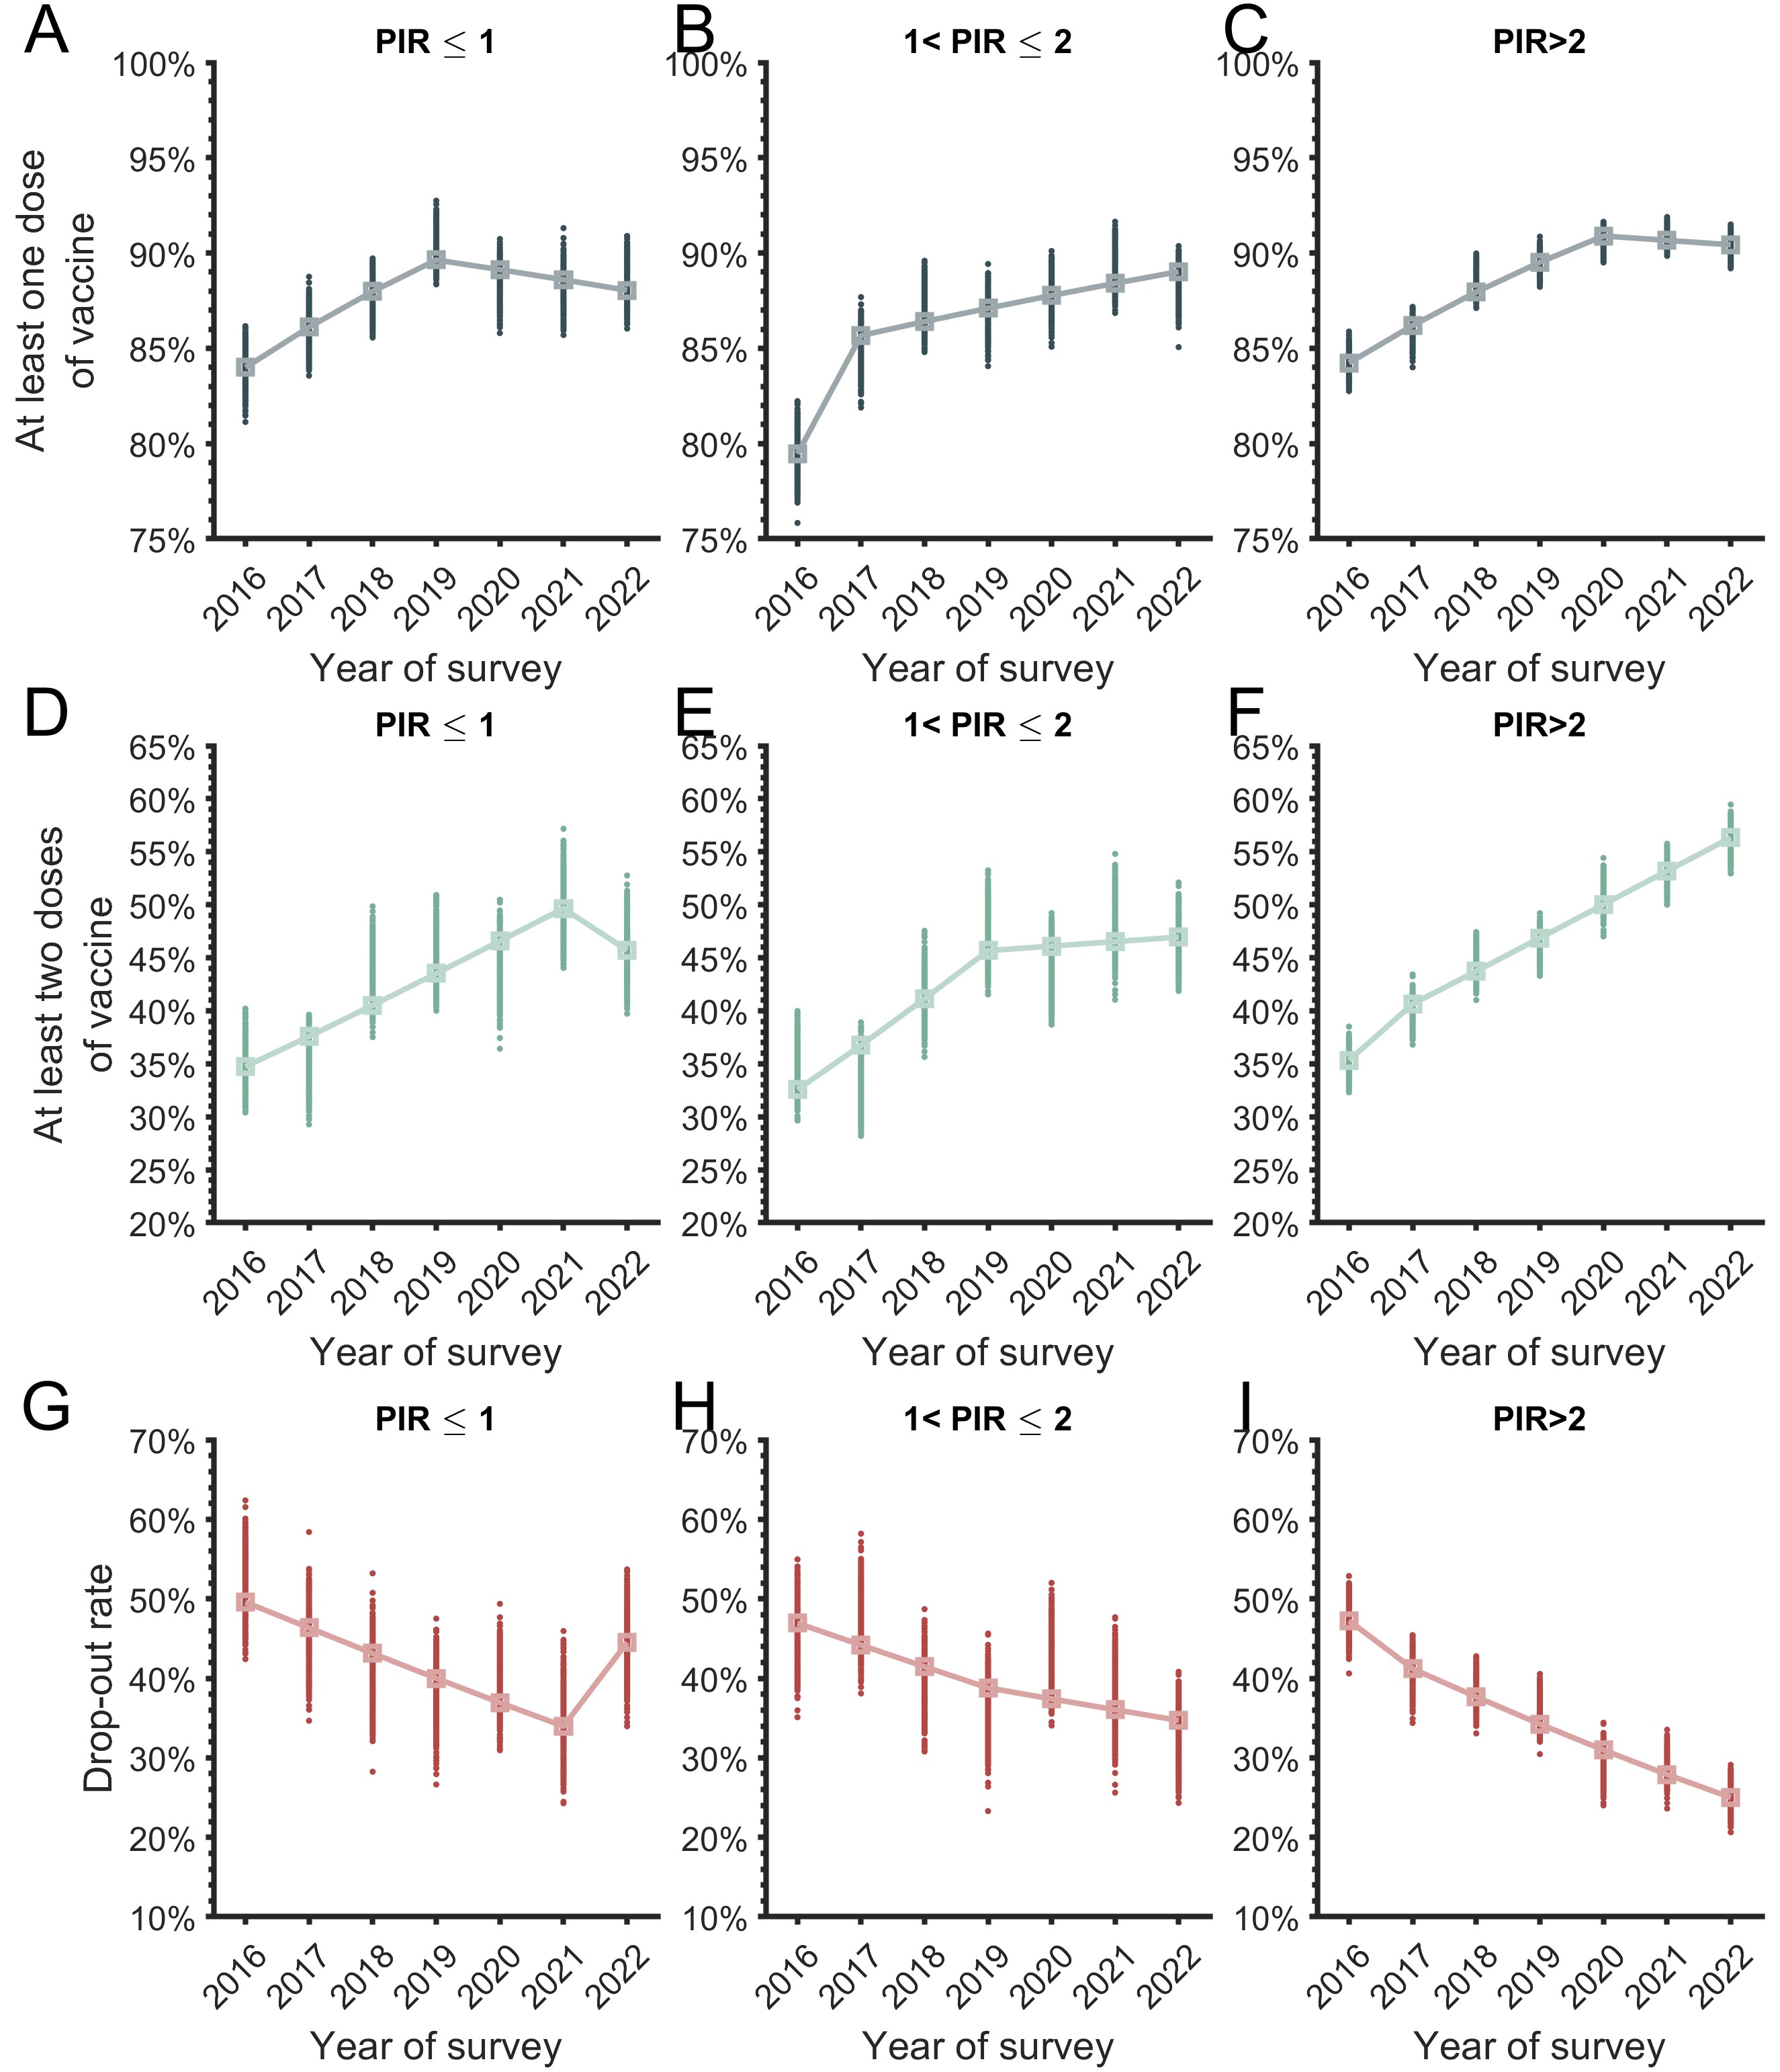 A
PIR ≤ 1
100%
95%
90%
85%
80%
75%
At least one dose
of vaccine
2016 2017 2018 2019 2020 2021 2022
Year of survey
B
1< PIR ≤ 2
100%
95%
90%
85%
80%
75%
2016 2017 2018 2019 2020 2021 2022
Year of survey
C
PIR>2
100%
95%
90%
85%
80%
75%
2016 2017 2018 2019 2020 2021 2022
Year of survey
D
PIR ≤ 1
65%
60%
55%
50%
45%
40%
35%
30%
25%
20%
At least two doses
of vaccine
2016 2017 2018 2019 2020 2021 2022
Year of survey
E
1< PIR ≤ 2
65%
60%
55%
50%
45%
40%
35%
30%
25%
20%
2016 2017 2018 2019 2020 2021 2022
Year of survey
F
PIR>2
65%
60%
55%
50%
45%
40%
35%
30%
25%
20%
2016 2017 2018 2019 2020 2021 2022
Year of survey
G
PIR ≤ 1
70%
60%
50%
40%
30%
20%
10%
Drop-out rate
2016 2017 2018 2019 2020 2021 2022
Year of survey
H
1< PIR ≤ 2
70%
60%
50%
40%
30%
20%
10%
2016 2017 2018 2019 2020 2021 2022
Year of survey
I
PIR>2
70%
60%
50%
40%
30%
20%
10%
2016 2017 2018 2019 2020 2021 2022
Year of survey